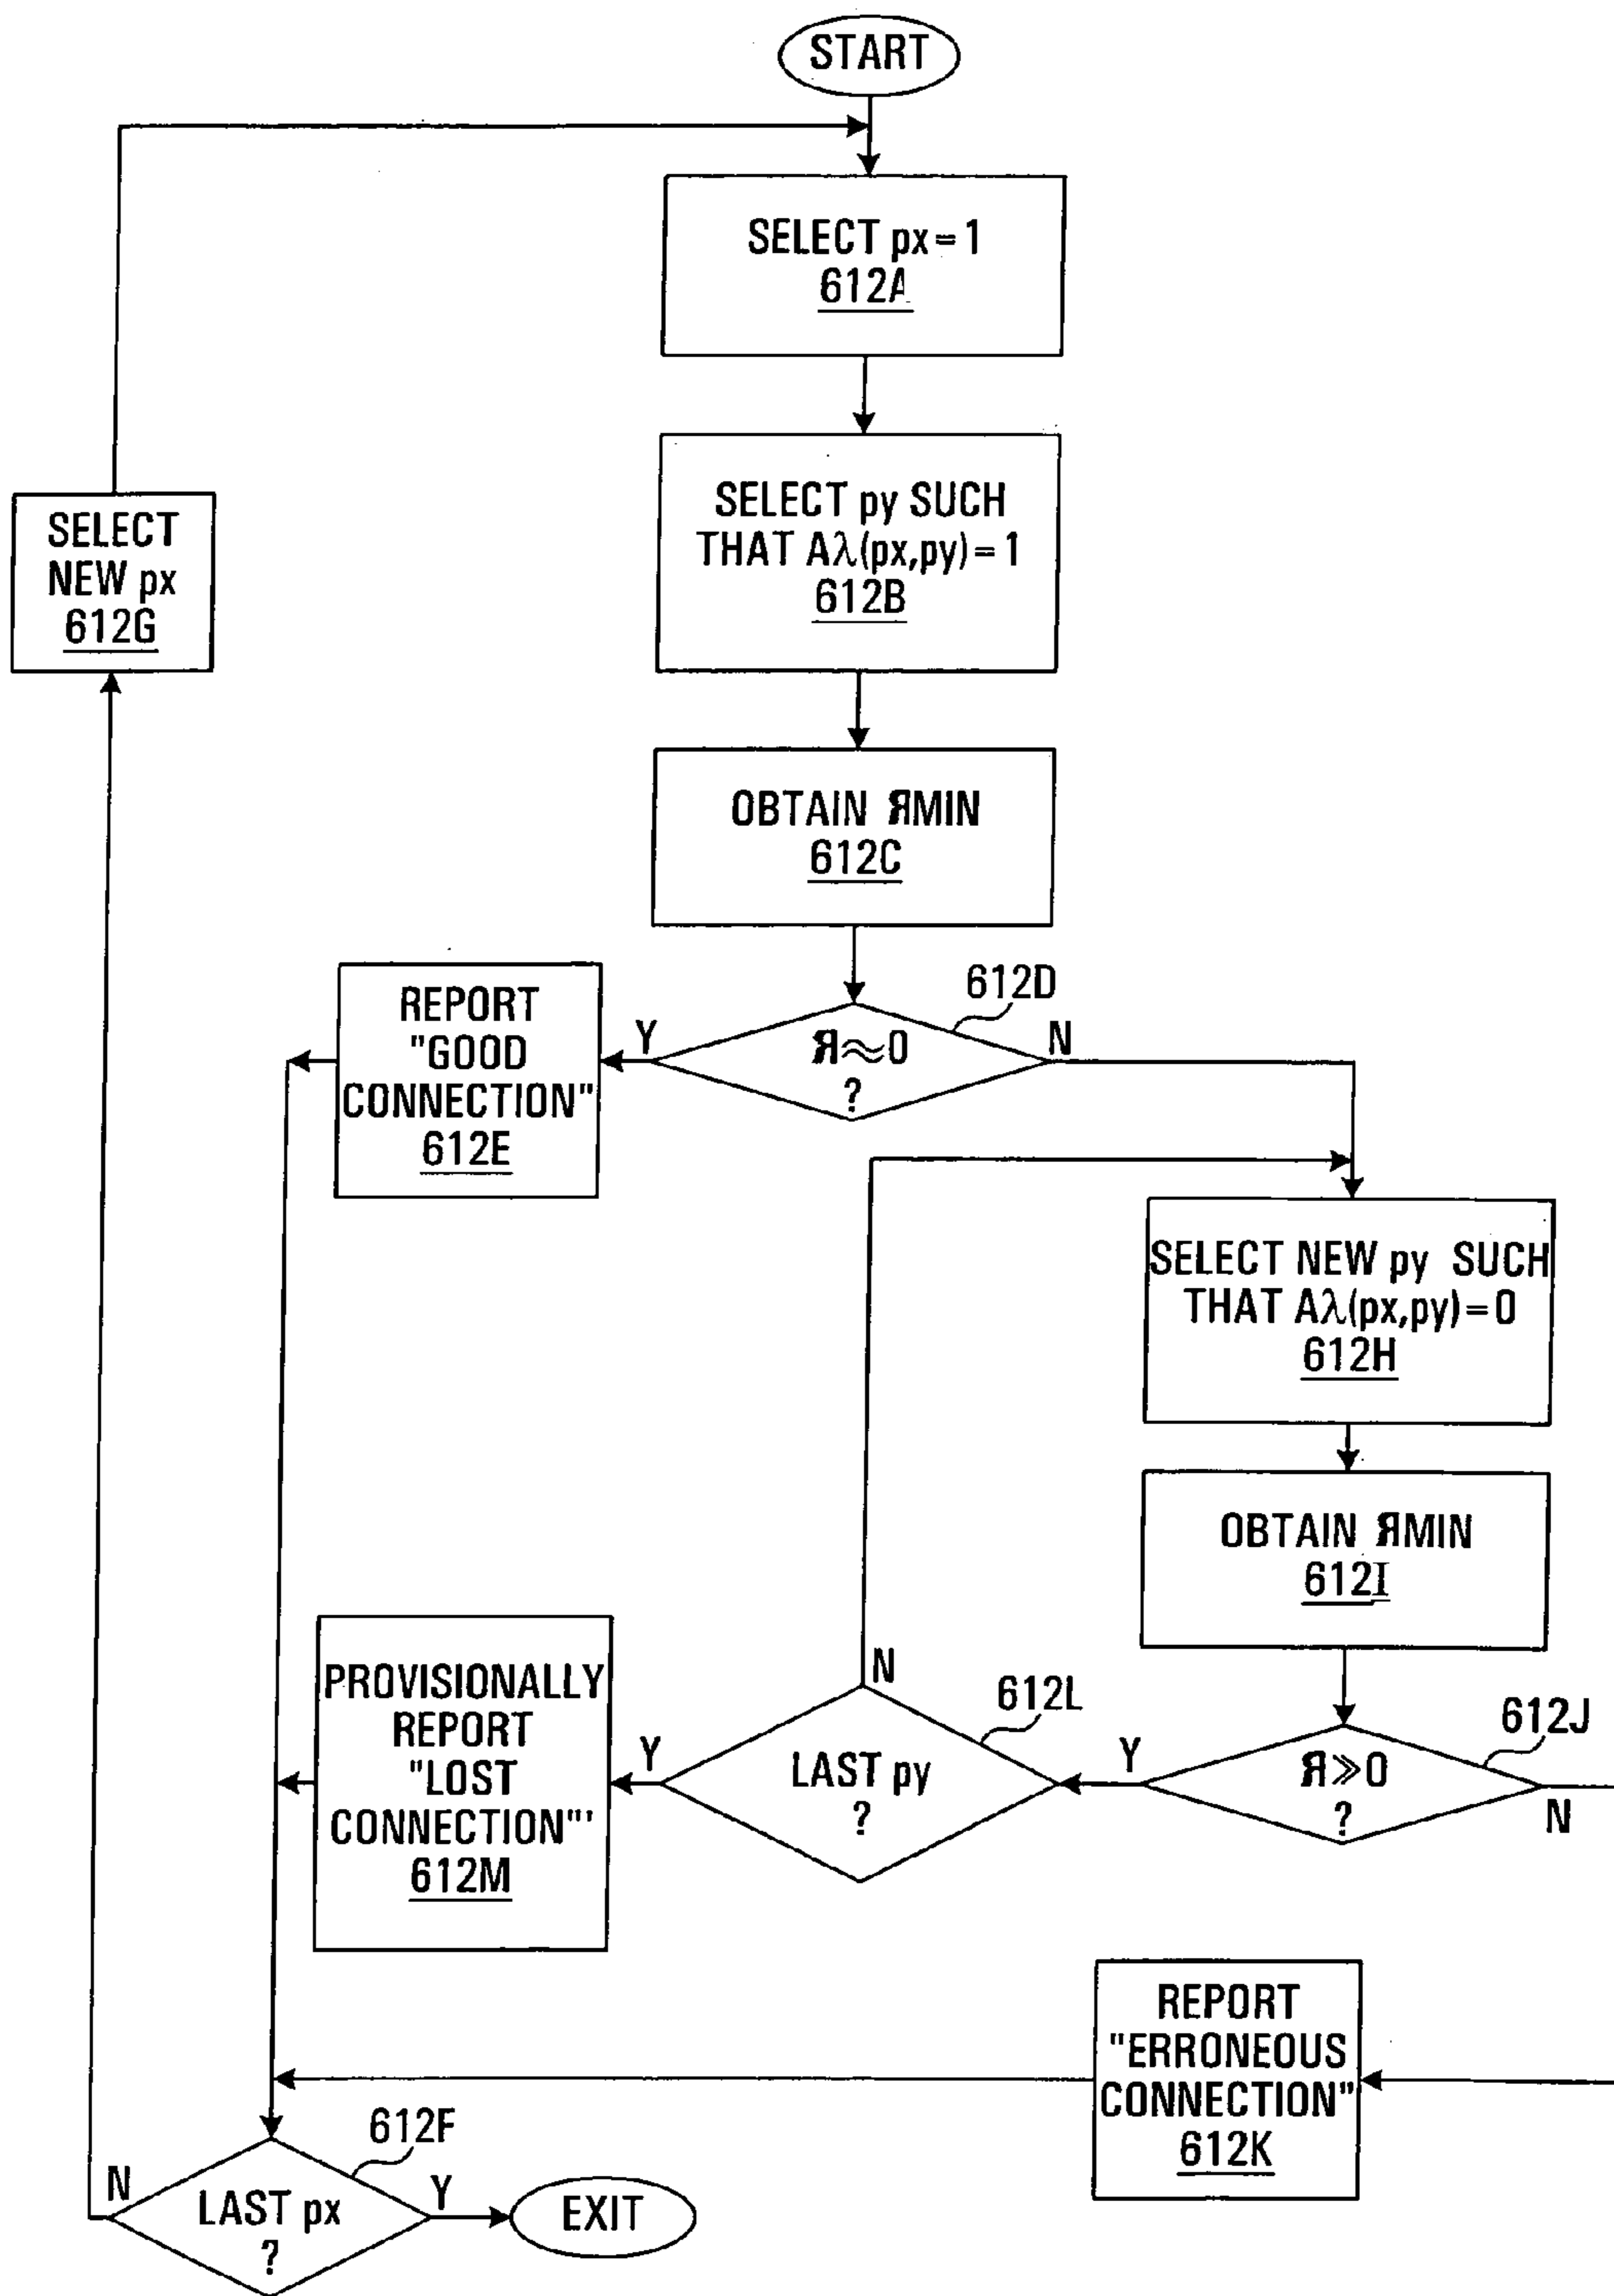 START
SELECT px = 1
612A
SELECT py SUCH
THAT Aλ(px,py) = 1
612B
SELECT
NEW px
612G
OBTAIN ЯMIN
612C
612D
Я≈0
?
Y
N
REPORT
"GOOD
CONNECTION"
612E
SELECT NEW py SUCH
THAT Aλ(px,py) = 0
612H
OBTAIN ЯMIN
612I
612J
Я≫0
?
Y
N
612L
LAST py
?
N
Y
PROVISIONALLY
REPORT
"LOST
CONNECTION"'
612M
REPORT
"ERRONEOUS
CONNECTION"
612K
612F
LAST px
?
N
Y
EXIT